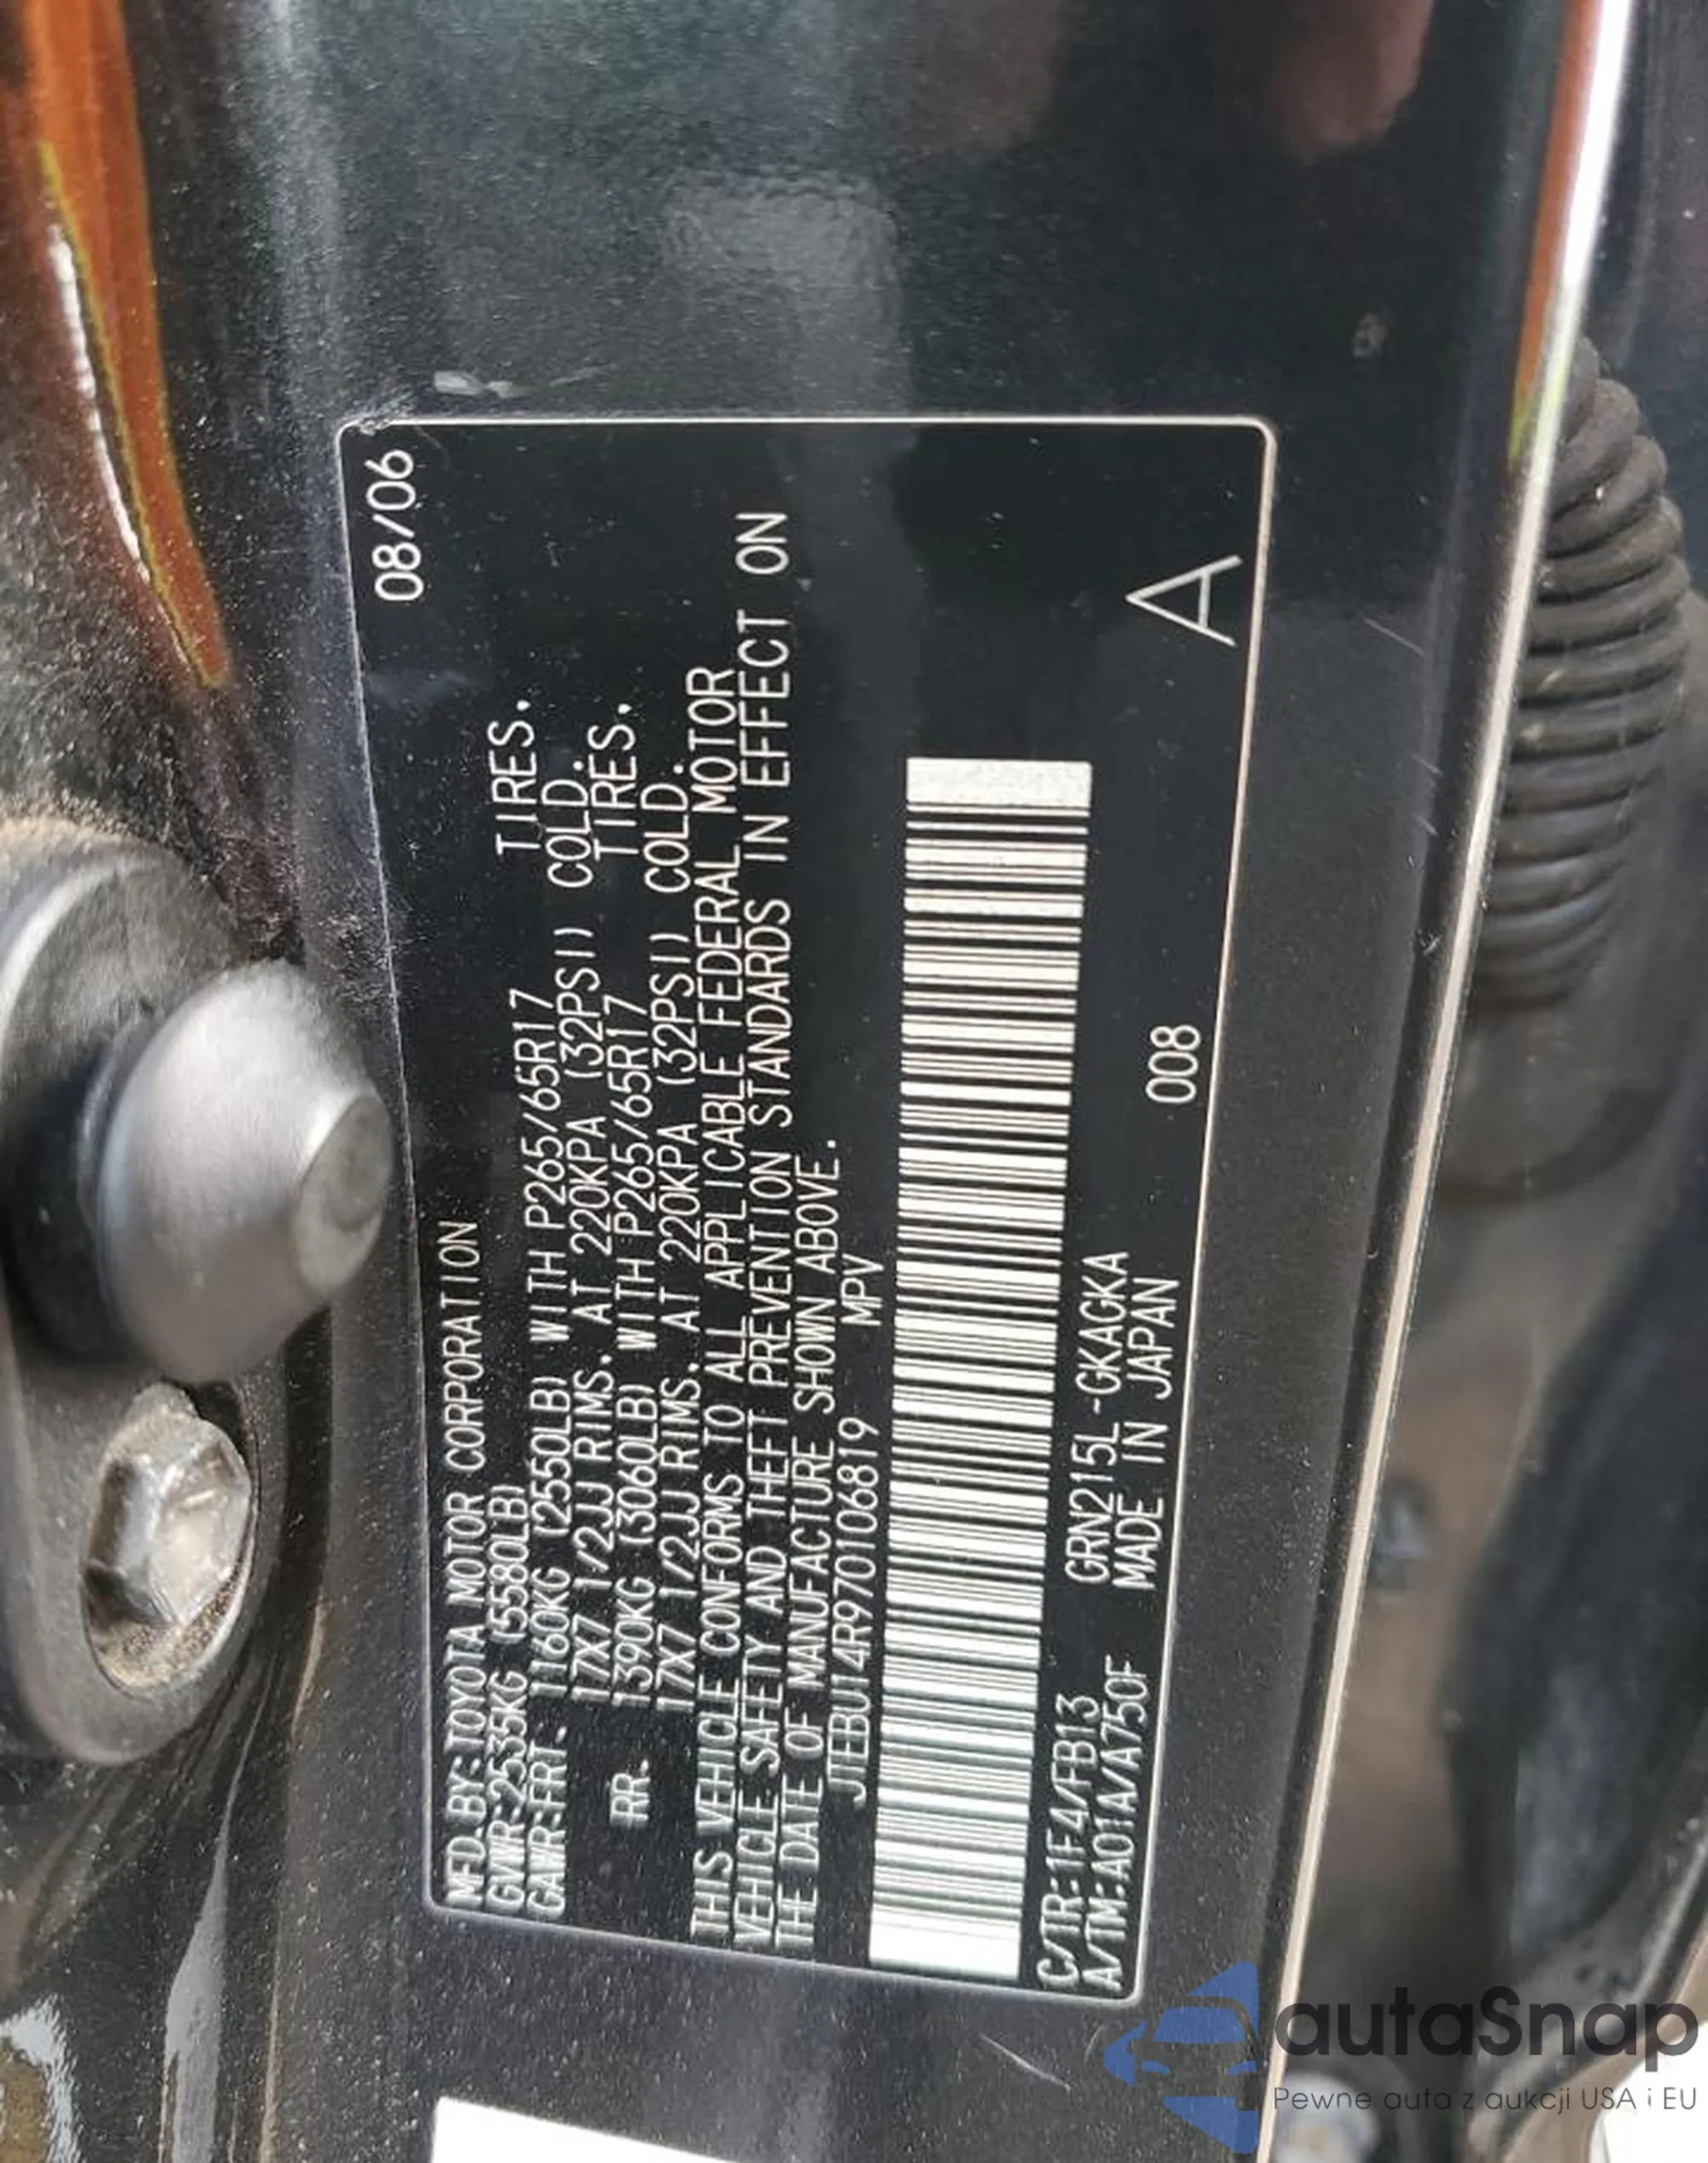 08/06
MFD.BY:TOYOTA MOTOR CORPORATION
GVWR:2535KG (5580LB)
GAWR:FRT. 1160KG (2550LB) WITH P265/65R17 TIRES.
17X7 1/2JJ RIMS. AT 220KPA (32PSI) COLD.
RR. 1390KG (3060LB) WITH P265/65R17 TIRES.
17X7 1/2JJ RIMS. AT 220KPA (32PSI) COLD.
THIS VEHICLE CONFORMS TO ALL APPLICABLE FEDERAL MOTOR
VEHICLE SAFETY AND THEFT PREVENTION STANDARDS IN EFFECT ON
THE DATE OF MANUFACTURE SHOWN ABOVE.
JTEBU14R970106819 MPV
C/TR:1F4/FB13 GRN215L-GKAGKA
A/TM:A01A/A750F MADE IN JAPAN 008 A
autaSnap
Pewne auta z aukcji USA i EU